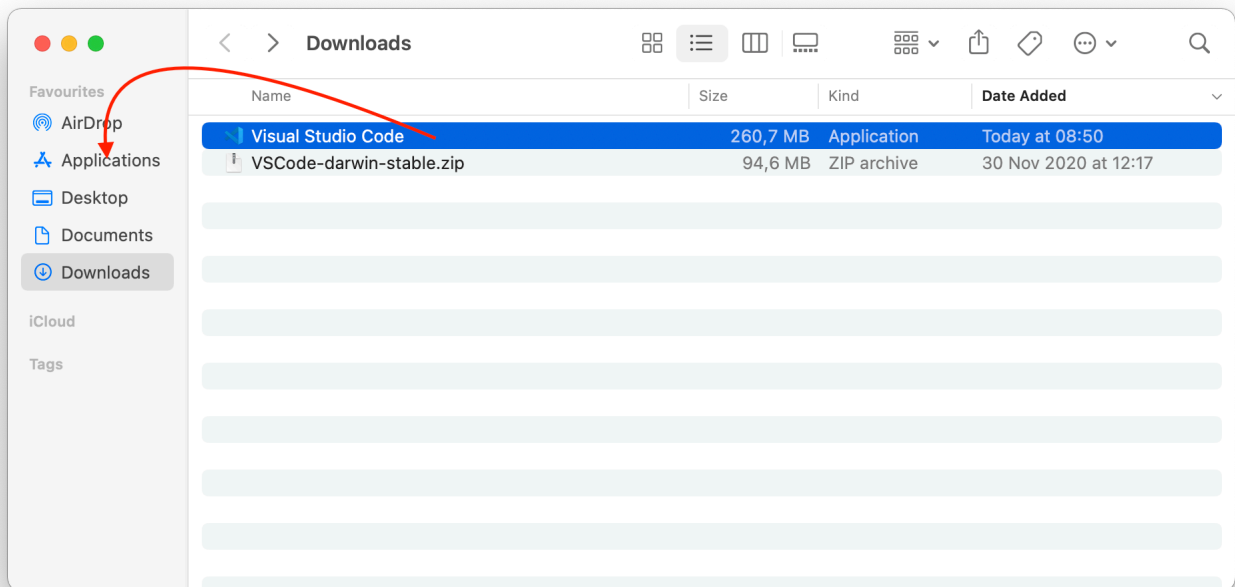 Downloads
Favourites
AirDrop
Applications
Desktop
Documents
Downloads
iCloud
Tags
Name Size Kind Date Added
Visual Studio Code 260,7 MB Application Today at 08:50
VSCode-darwin-stable.zip 94,6 MB ZIP archive 30 Nov 2020 at 12:17